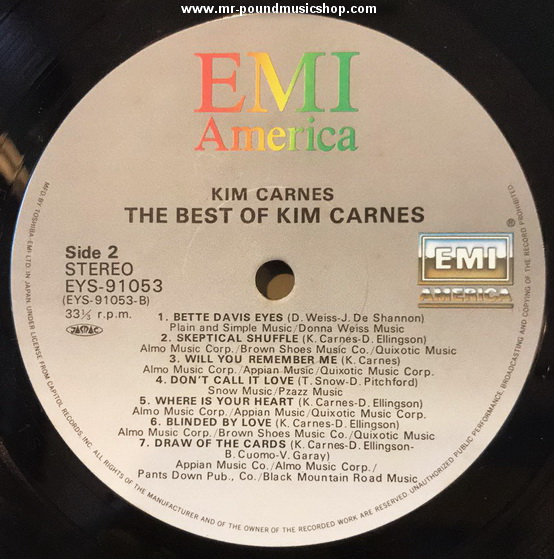 www.mr-poundmusicshop.com
EMI
America
KIM CARNES
THE BEST OF KIM CARNES
Side 2
STEREO
EYS-91053
(EYS-91053-B)
33⅓ r.p.m.
JASRAC
®
EMI
AMERICA
1. BETTE DAVIS EYES (D. Weiss-J. De Shannon)
Plain and Simple Music/Donna Weiss Music
2. SKEPTICAL SHUFFLE (K. Carnes-D. Ellingson)
Almo Music Corp./Brown Shoes Music Co./Quixotic Music
3. WILL YOU REMEMBER ME (K. Carnes)
Almo Music Corp./Appian Music/Quixotic Music Corp.
4. DON'T CALL IT LOVE (T. Snow-D. Pitchford)
Snow Music/Pzazz Music
5. WHERE IS YOUR HEART (K. Carnes-D. Ellingson)
Almo Music Corp./Appian Music/Quixotic Music Corp.
6. BLINDED BY LOVE (K. Carnes-D. Ellingson)
Almo Music Corp./Brown Shoes Music Co./Quixotic Music
7. DRAW OF THE CARDS (K. Carnes-D. Ellingson-
B. Cuomo-V. Garay)
Appian Music Co./Almo Music Corp./
Pants Down Pub., Co./Black Mountain Road Music
MF'D BY TOSHIBA-EMI LTD. IN JAPAN, UNDER LICENSE FROM CAPITOL RECORDS, INC. ALL RIGHTS OF THE MANUFACTURER AND OF THE OWNER OF THE RECORDED WORK ARE RESERVED. UNAUTHORIZED PUBLIC PERFORMANCE, BROADCASTING AND COPYING OF THE RECORD PROHIBITED